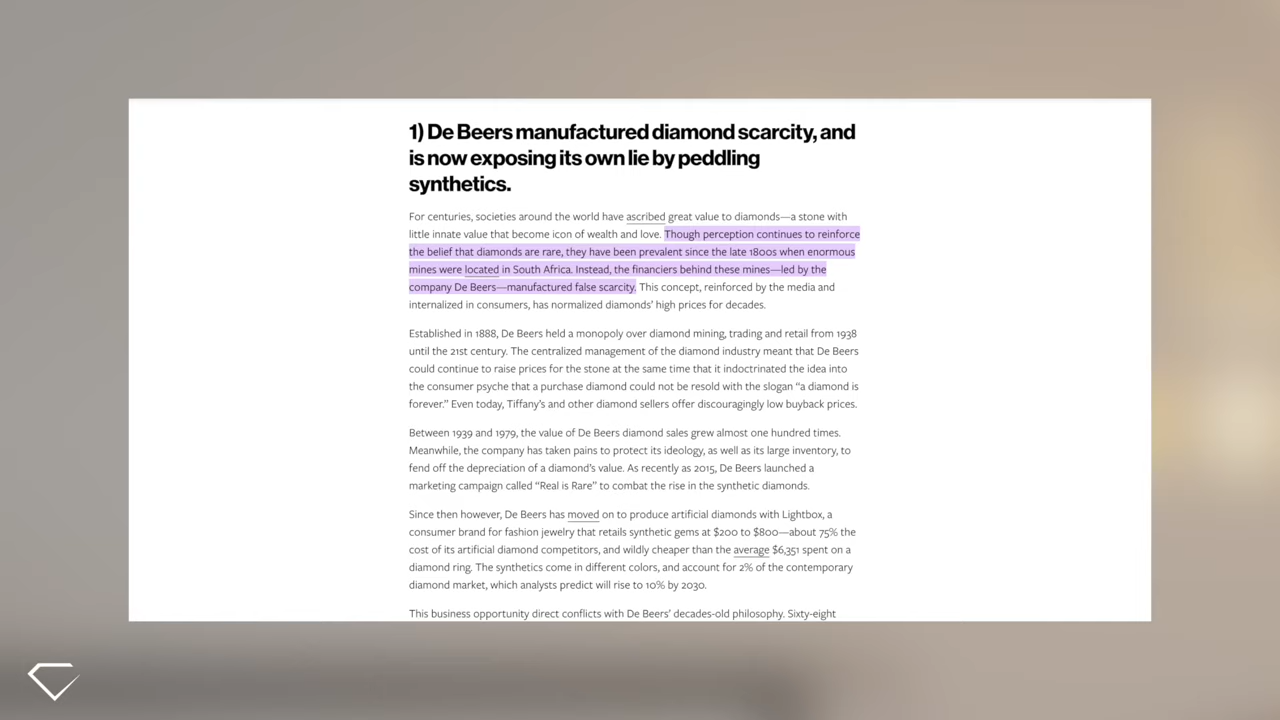 1) De Beers manufactured diamond scarcity, and
is now exposing its own lie by peddling
synthetics.
For centuries, societies around the world have ascribed great value to diamonds—a stone with
little innate value that become icon of wealth and love. Though perception continues to reinforce
the belief that diamonds are rare, they have been prevalent since the late 1800s when enormous
mines were located in South Africa. Instead, the financiers behind these mines—led by the
company De Beers—manufactured false scarcity. This concept, reinforced by the media and
internalized in consumers, has normalized diamonds' high prices for decades.
Established in 1888, De Beers held a monopoly over diamond mining, trading and retail from 1938
until the 21st century. The centralized management of the diamond industry meant that De Beers
could continue to raise prices for the stone at the same time that it indoctrinated the idea into
the consumer psyche that a purchase diamond could not be resold with the slogan “a diamond is
forever.” Even today, Tiffany's and other diamond sellers offer discouragingly low buyback prices.
Between 1939 and 1979, the value of De Beers diamond sales grew almost one hundred times.
Meanwhile, the company has taken pains to protect its ideology, as well as its large inventory, to
fend off the depreciation of a diamond's value. As recently as 2015, De Beers launched a
marketing campaign called “Real is Rare” to combat the rise in the synthetic diamonds.
Since then however, De Beers has moved on to produce artificial diamonds with Lightbox, a
consumer brand for fashion jewelry that retails synthetic gems at $200 to $800—about 75% the
cost of its artificial diamond competitors, and wildly cheaper than the average $6,351 spent on a
diamond ring. The synthetics come in different colors, and account for 2% of the contemporary
diamond market, which analysts predict will rise to 10% by 2030.
This business opportunity direct conflicts with De Beers' decades-old philosophy. Sixty-eight